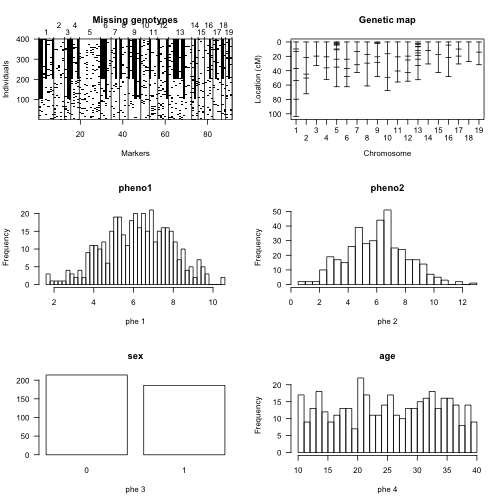 Missing genotypes
2 4 5 6 8 10 12 14 16 18
1 3 7 9 11 13 15 17 19
Individuals
400
300
200
100
20 40 60 80
Markers
Genetic map
Location (cM)
0
20
40
60
80
100
1 3 5 7 9 11 13 15 17 19
2 4 6 8 10 12 14 16 18
Chromosome
pheno1
Frequency
20
15
10
5
0
2 4 6 8 10
phe 1
pheno2
Frequency
50
40
30
20
10
0
0 2 4 6 8 10 12
phe 2
sex
Frequency
200
150
100
50
0
0 1
phe 3
age
Frequency
20
15
10
5
0
10 15 20 25 30 35 40
phe 4